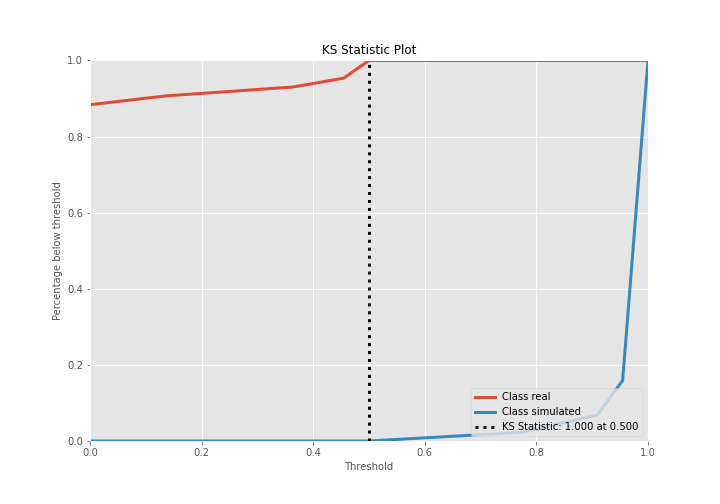 KS Statistic Plot
1.0
0.8
0.6
0.4
0.2
0.0
Percentage below threshold
0.0 0.2 0.4 0.6 0.8 1.0
Threshold
Class real
Class simulated
KS Statistic: 1.000 at 0.500